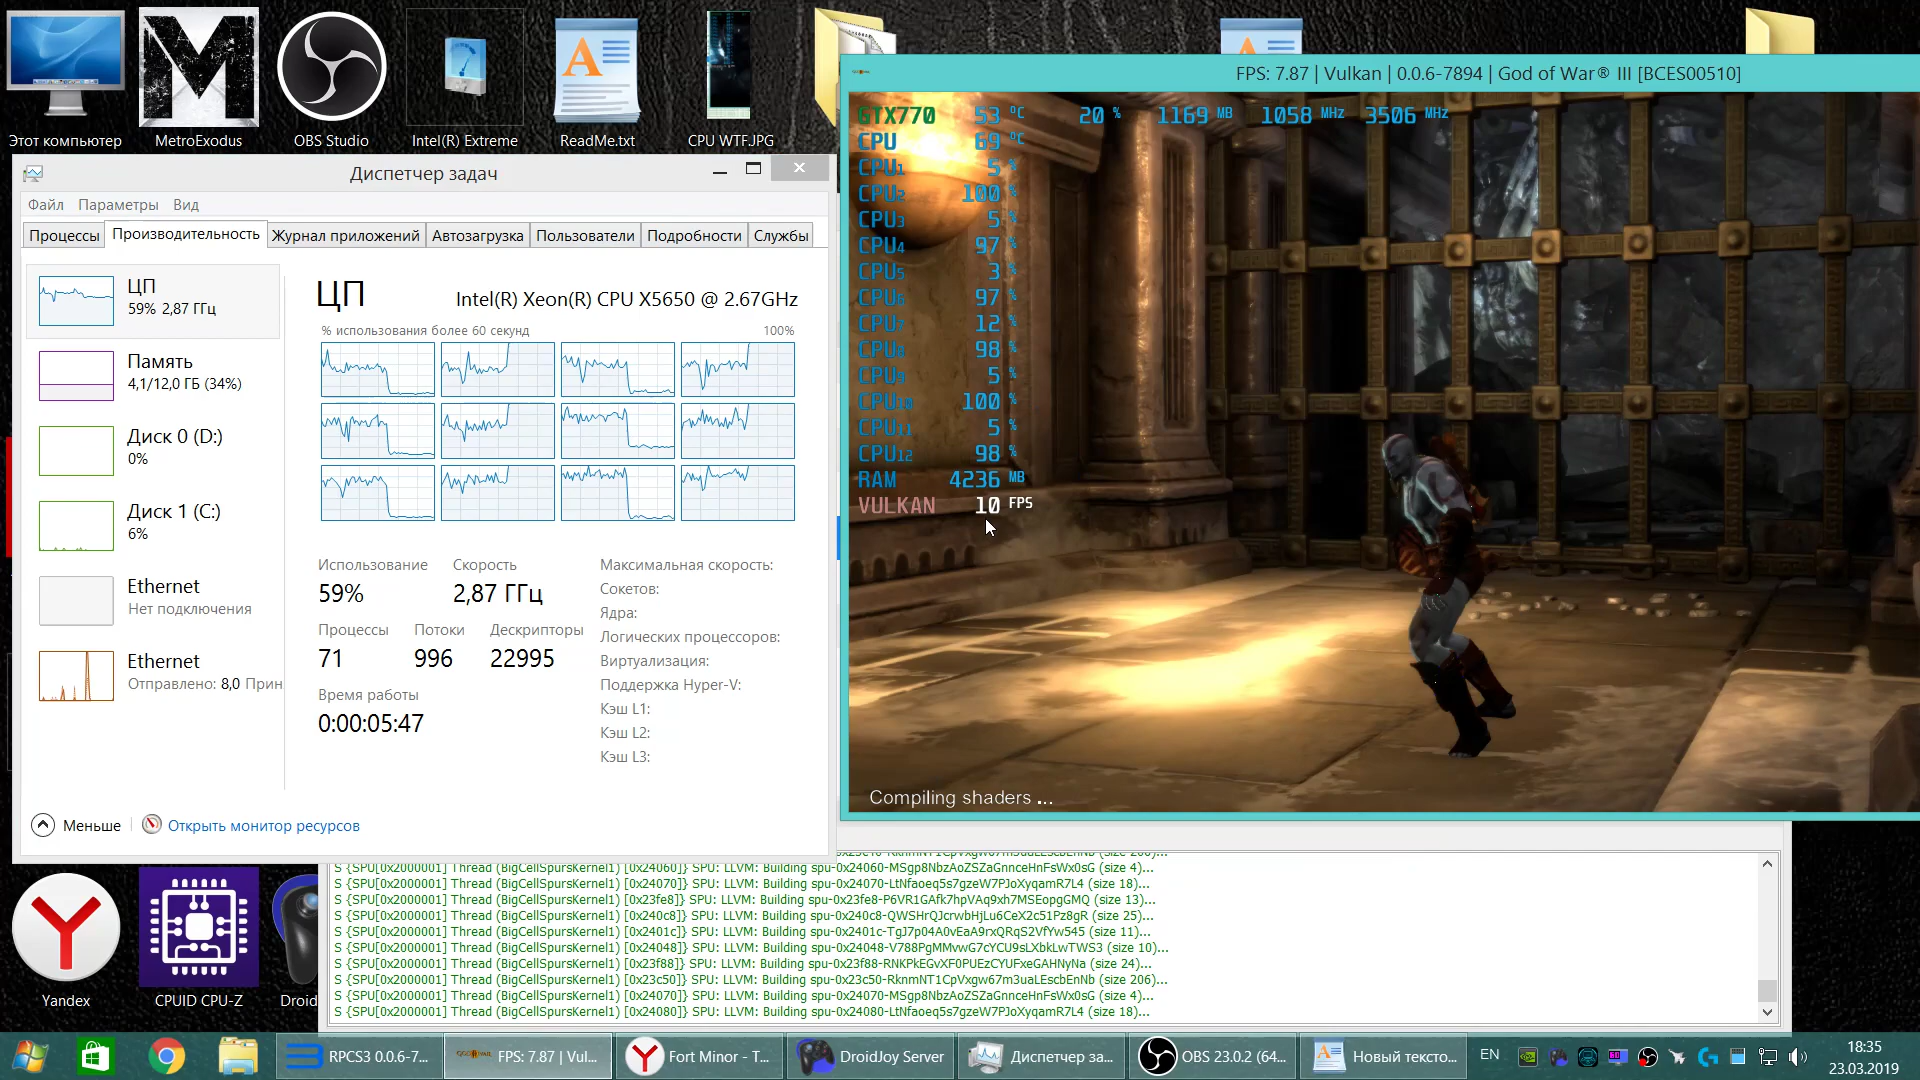 Этот компьютер
MetroExodus
OBS Studio
Intel(R) Extreme
ReadMe.txt
CPU WTF.JPG
Диспетчер задач
Файл Параметры Вид
Процессы Производительность Журнал приложений Автозагрузка Пользователи Подробности Службы
ЦП
59% 2,87 ГГц
Память
4,1/12,0 ГБ (34%)
Диск 0 (D:)
0%
Диск 1 (C:)
6%
Ethernet
Нет подключения
Ethernet
Отправлено: 8,0 Прин
ЦП
Intel(R) Xeon(R) CPU X5650 @ 2.67GHz
% использования более 60 секунд 100%
Использование Скорость
59% 2,87 ГГц
Процессы Потоки Дескрипторы
71 996 22995
Время работы
0:00:05:47
Максимальная скорость:
Сокетов:
Ядра:
Логических процессоров:
Виртуализация:
Поддержка Hyper-V:
Кэш L1:
Кэш L2:
Кэш L3:
Меньше Открыть монитор ресурсов
FPS: 7.87 | Vulkan | 0.0.6-7894 | God of War® III [BCES00510]
GTX770 53 °C 20 % 1169 MB 1058 MHz 3506 MHz
CPU 69 °C
CPU1 5 %
CPU2 100 %
CPU3 5 %
CPU4 97 %
CPU5 3 %
CPU6 97 %
CPU7 12 %
CPU8 98 %
CPU9 5 %
CPU10 100 %
CPU11 5 %
CPU12 98 %
RAM 4236 MB
VULKAN 10 FPS
Compiling shaders ...
S {SPU[0x2000001] Thread (BigCellSpursKernel1) [0x24060]} SPU: LLVM: Building spu-0x24060-MSgp8NbzAoZSZaGnnceHnFsWx0sG (size 4)...
S {SPU[0x2000001] Thread (BigCellSpursKernel1) [0x24070]} SPU: LLVM: Building spu-0x24070-LtNfaoeq5s7gzeW7PJoXyqamR7L4 (size 18)...
S {SPU[0x2000001] Thread (BigCellSpursKernel1) [0x23fe8]} SPU: LLVM: Building spu-0x23fe8-P6VR1GAfk7hpVAq9xh7MSEopgGMQ (size 13)...
S {SPU[0x2000001] Thread (BigCellSpursKernel1) [0x240c8]} SPU: LLVM: Building spu-0x240c8-QWSHrQJcrwbHjLu6CeX2c51Pz8gR (size 25)...
S {SPU[0x2000001] Thread (BigCellSpursKernel1) [0x2401c]} SPU: LLVM: Building spu-0x2401c-TgJ7p04A0vEaA9rxQRqS2VfYw545 (size 11)...
S {SPU[0x2000001] Thread (BigCellSpursKernel1) [0x24048]} SPU: LLVM: Building spu-0x24048-V788PgMMvwG7cYCU9sLXbkLwTWS3 (size 10)...
S {SPU[0x2000001] Thread (BigCellSpursKernel1) [0x23f88]} SPU: LLVM: Building spu-0x23f88-RNKPkEGvXF0PUEzCYUFxeGAHNyNa (size 24)...
S {SPU[0x2000001] Thread (BigCellSpursKernel1) [0x23c50]} SPU: LLVM: Building spu-0x23c50-RknmNT1CpVxgw67m3uaLEscbEnNb (size 206)...
S {SPU[0x2000001] Thread (BigCellSpursKernel1) [0x24070]} SPU: LLVM: Building spu-0x24070-MSgp8NbzAoZSZaGnnceHnFsWx0sG (size 4)...
S {SPU[0x2000001] Thread (BigCellSpursKernel1) [0x24080]} SPU: LLVM: Building spu-0x24080-LtNfaoeq5s7gzeW7PJoXyqamR7L4 (size 18)...
Yandex
CPUID CPU-Z
Droid
RPCS3 0.0.6-7... FPS: 7.87 | Vul... Fort Minor - T... DroidJoy Server Диспетчер за... OBS 23.0.2 (64... Новый тексто... EN
18:35
23.03.2019